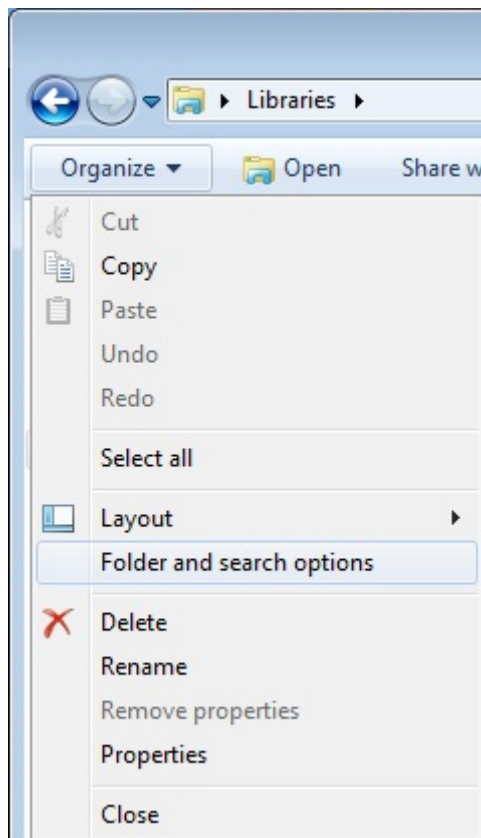 Libraries
Organize Open Share w
Cut
Copy
Paste
Undo
Redo
Select all
Layout
Folder and search options
Delete
Rename
Remove properties
Properties
Close